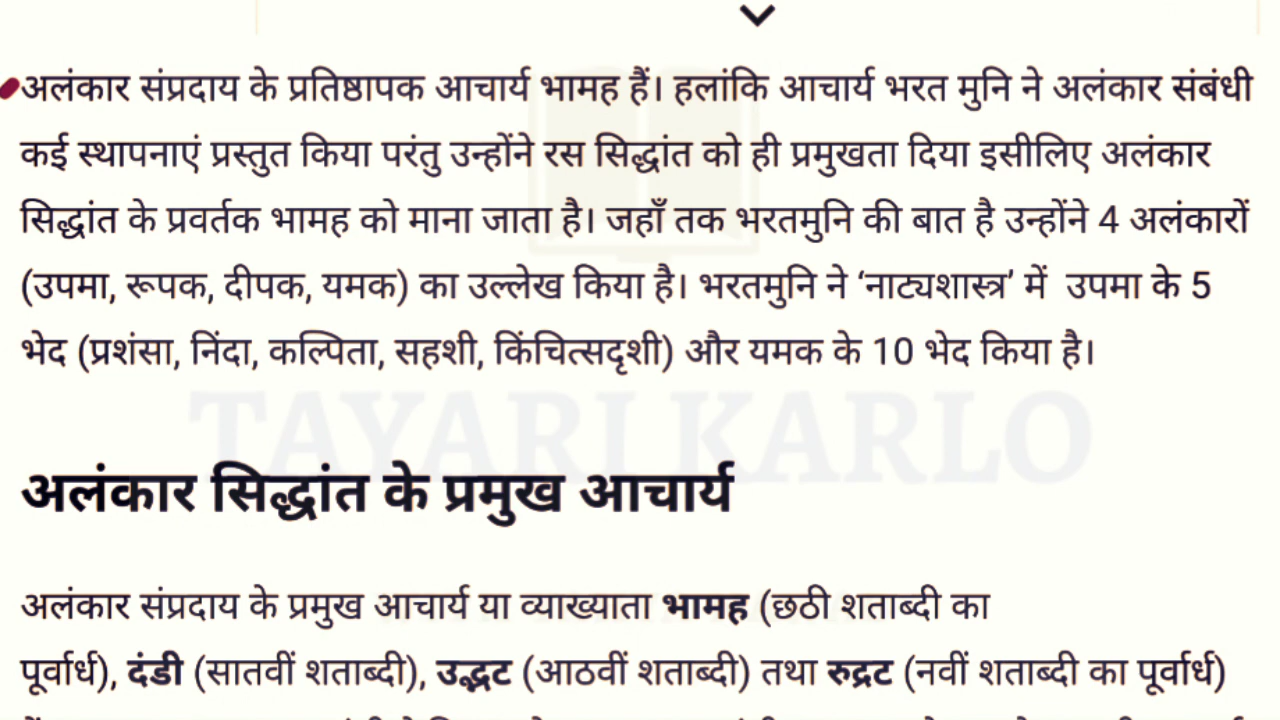 अलंकार संप्रदाय के प्रतिष्ठापक आचार्य भामह हैं। हलांकि आचार्य भरत मुनि ने अलंकार संबंधी
कई स्थापनाएं प्रस्तुत किया परंतु उन्होंने रस सिद्धांत को ही प्रमुखता दिया इसीलिए अलंकार
सिद्धांत के प्रवर्तक भामह को माना जाता है। जहाँ तक भरतमुनि की बात है उन्होंने 4 अलंकारों
(उपमा, रूपक, दीपक, यमक) का उल्लेख किया है। भरतमुनि ने ‘नाट्यशास्त्र’ में उपमा के 5
भेद (प्रशंसा, निंदा, कल्पिता, सहशी, किंचित्सदृशी) और यमक के 10 भेद किया है।
TAYARI KARLO
अलंकार सिद्धांत के प्रमुख आचार्य
अलंकार संप्रदाय के प्रमुख आचार्य या व्याख्याता भामह (छठी शताब्दी का
पूर्वार्ध), दंडी (सातवीं शताब्दी), उद्भट (आठवीं शताब्दी) तथा रुद्रट (नवीं शताब्दी का पूर्वार्ध)